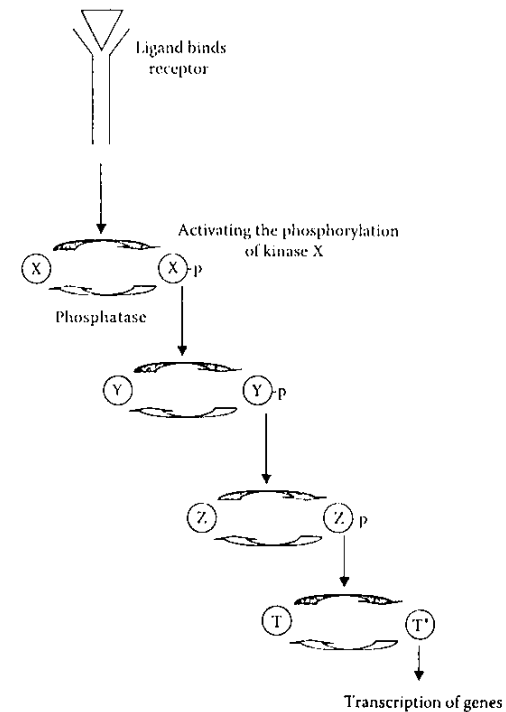 Ligand binds
receptor
Activating the phosphorylation
of kinase X
X
X-p
Phosphatase
Y
Y-p
Z
Z p
T
T*
Transcription of genes